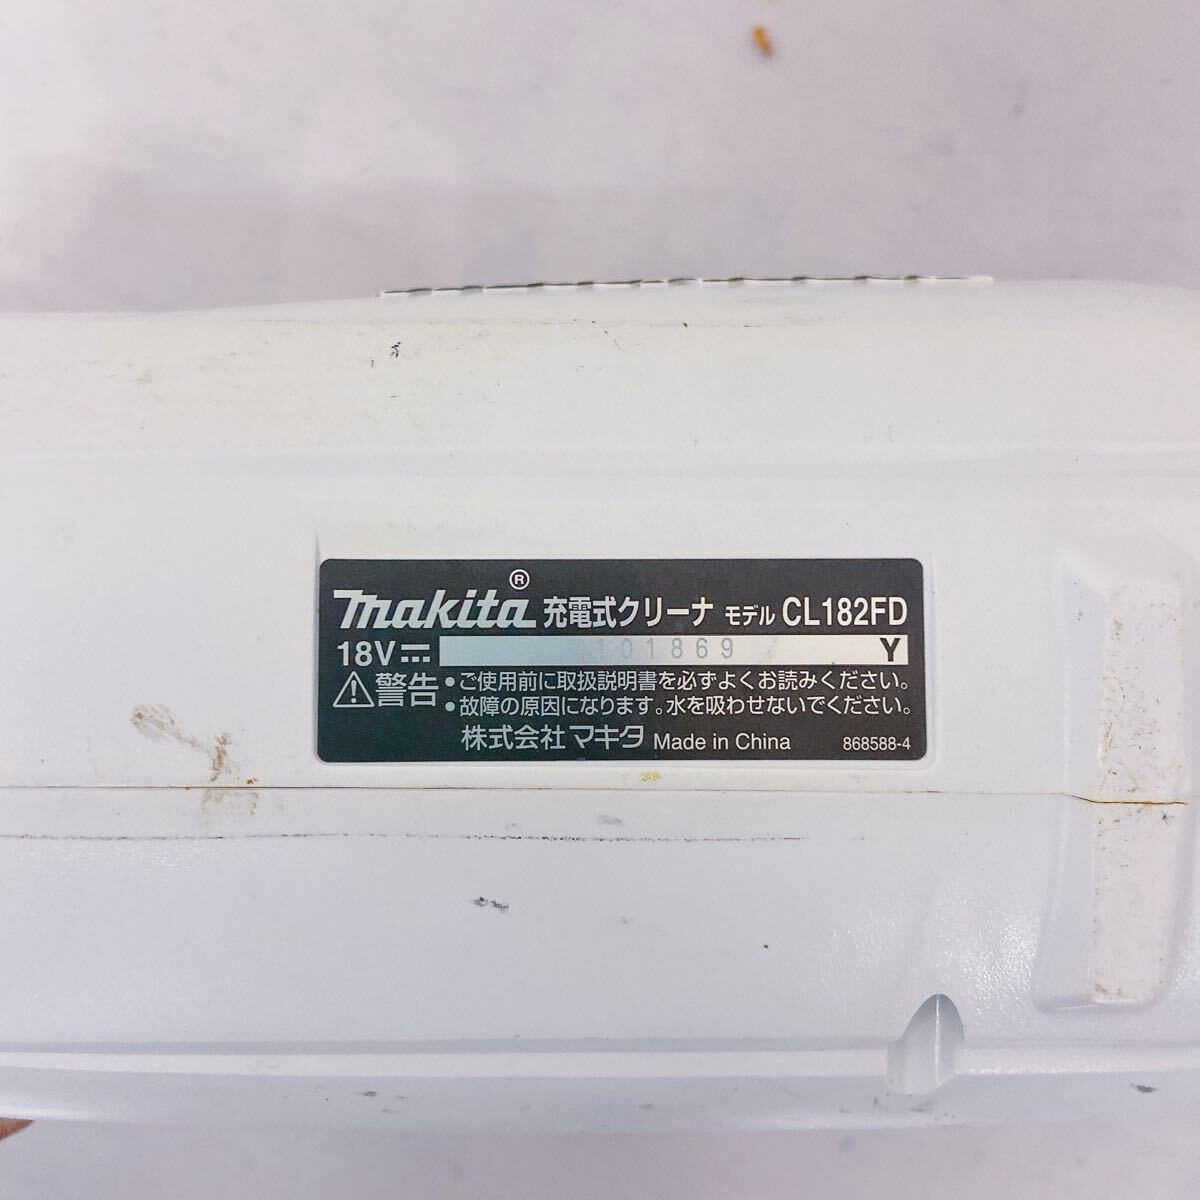 makita® 充電式クリーナ モデル CL182FD
18V 101869 Y
警告 •ご使用前に取扱説明書を必ずよくお読みください。
•故障の原因になります。水を吸わせないでください。
株式会社マキタ Made in China 868588-4